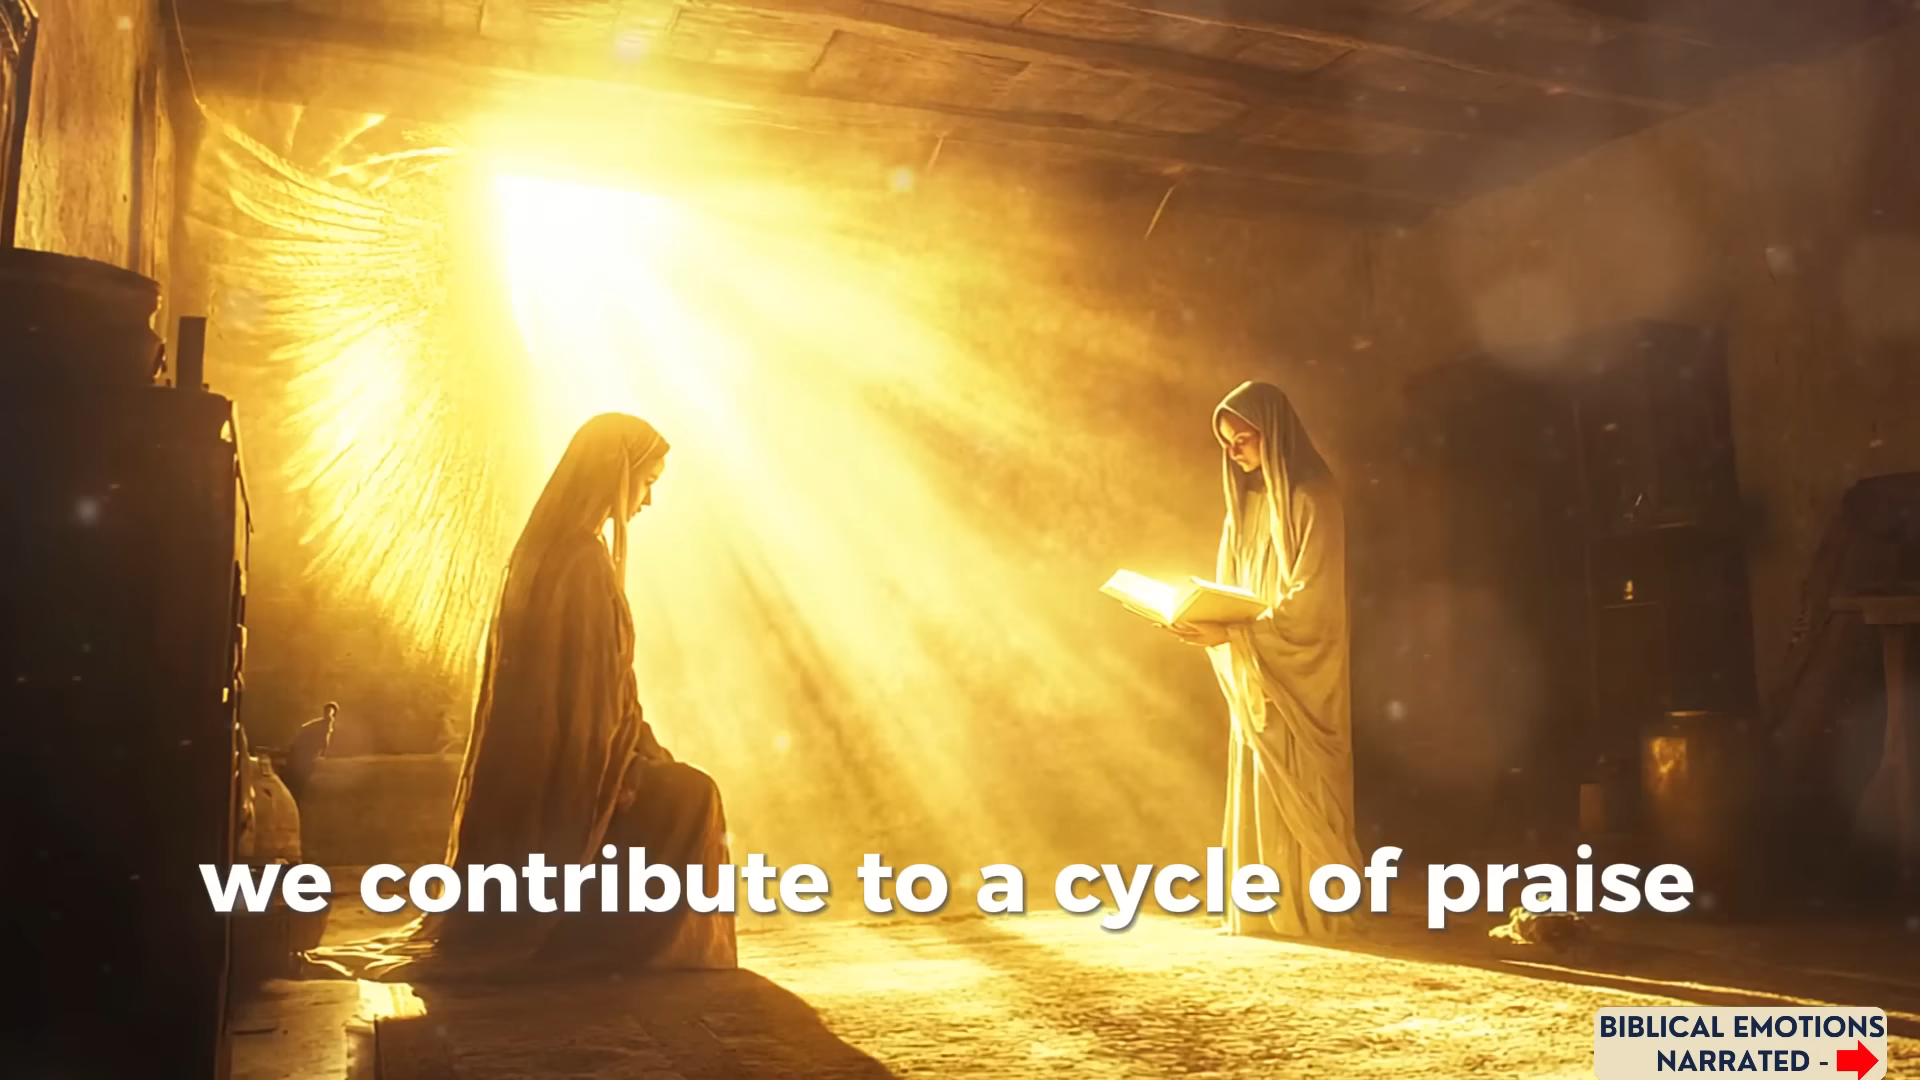 we contribute to a cycle of praise
BIBLICAL EMOTIONS
NARRATED -